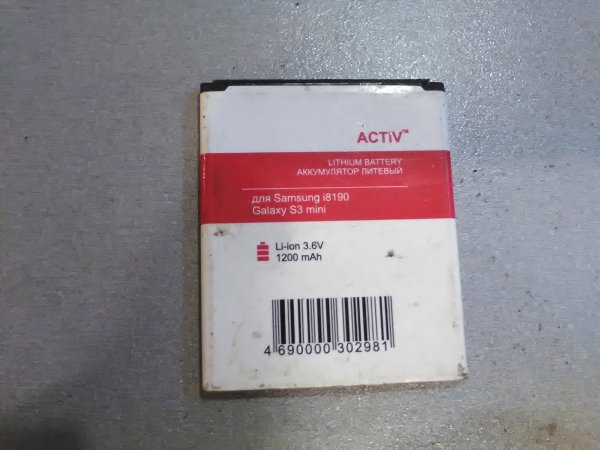 ACTIV™
LITHIUM BATTERY
АККУМУЛЯТОР ЛИТЕВЫЙ
для Samsung i8190
Galaxy S3 mini
Li-ion 3.6V
1200 mAh
4 690000 302981